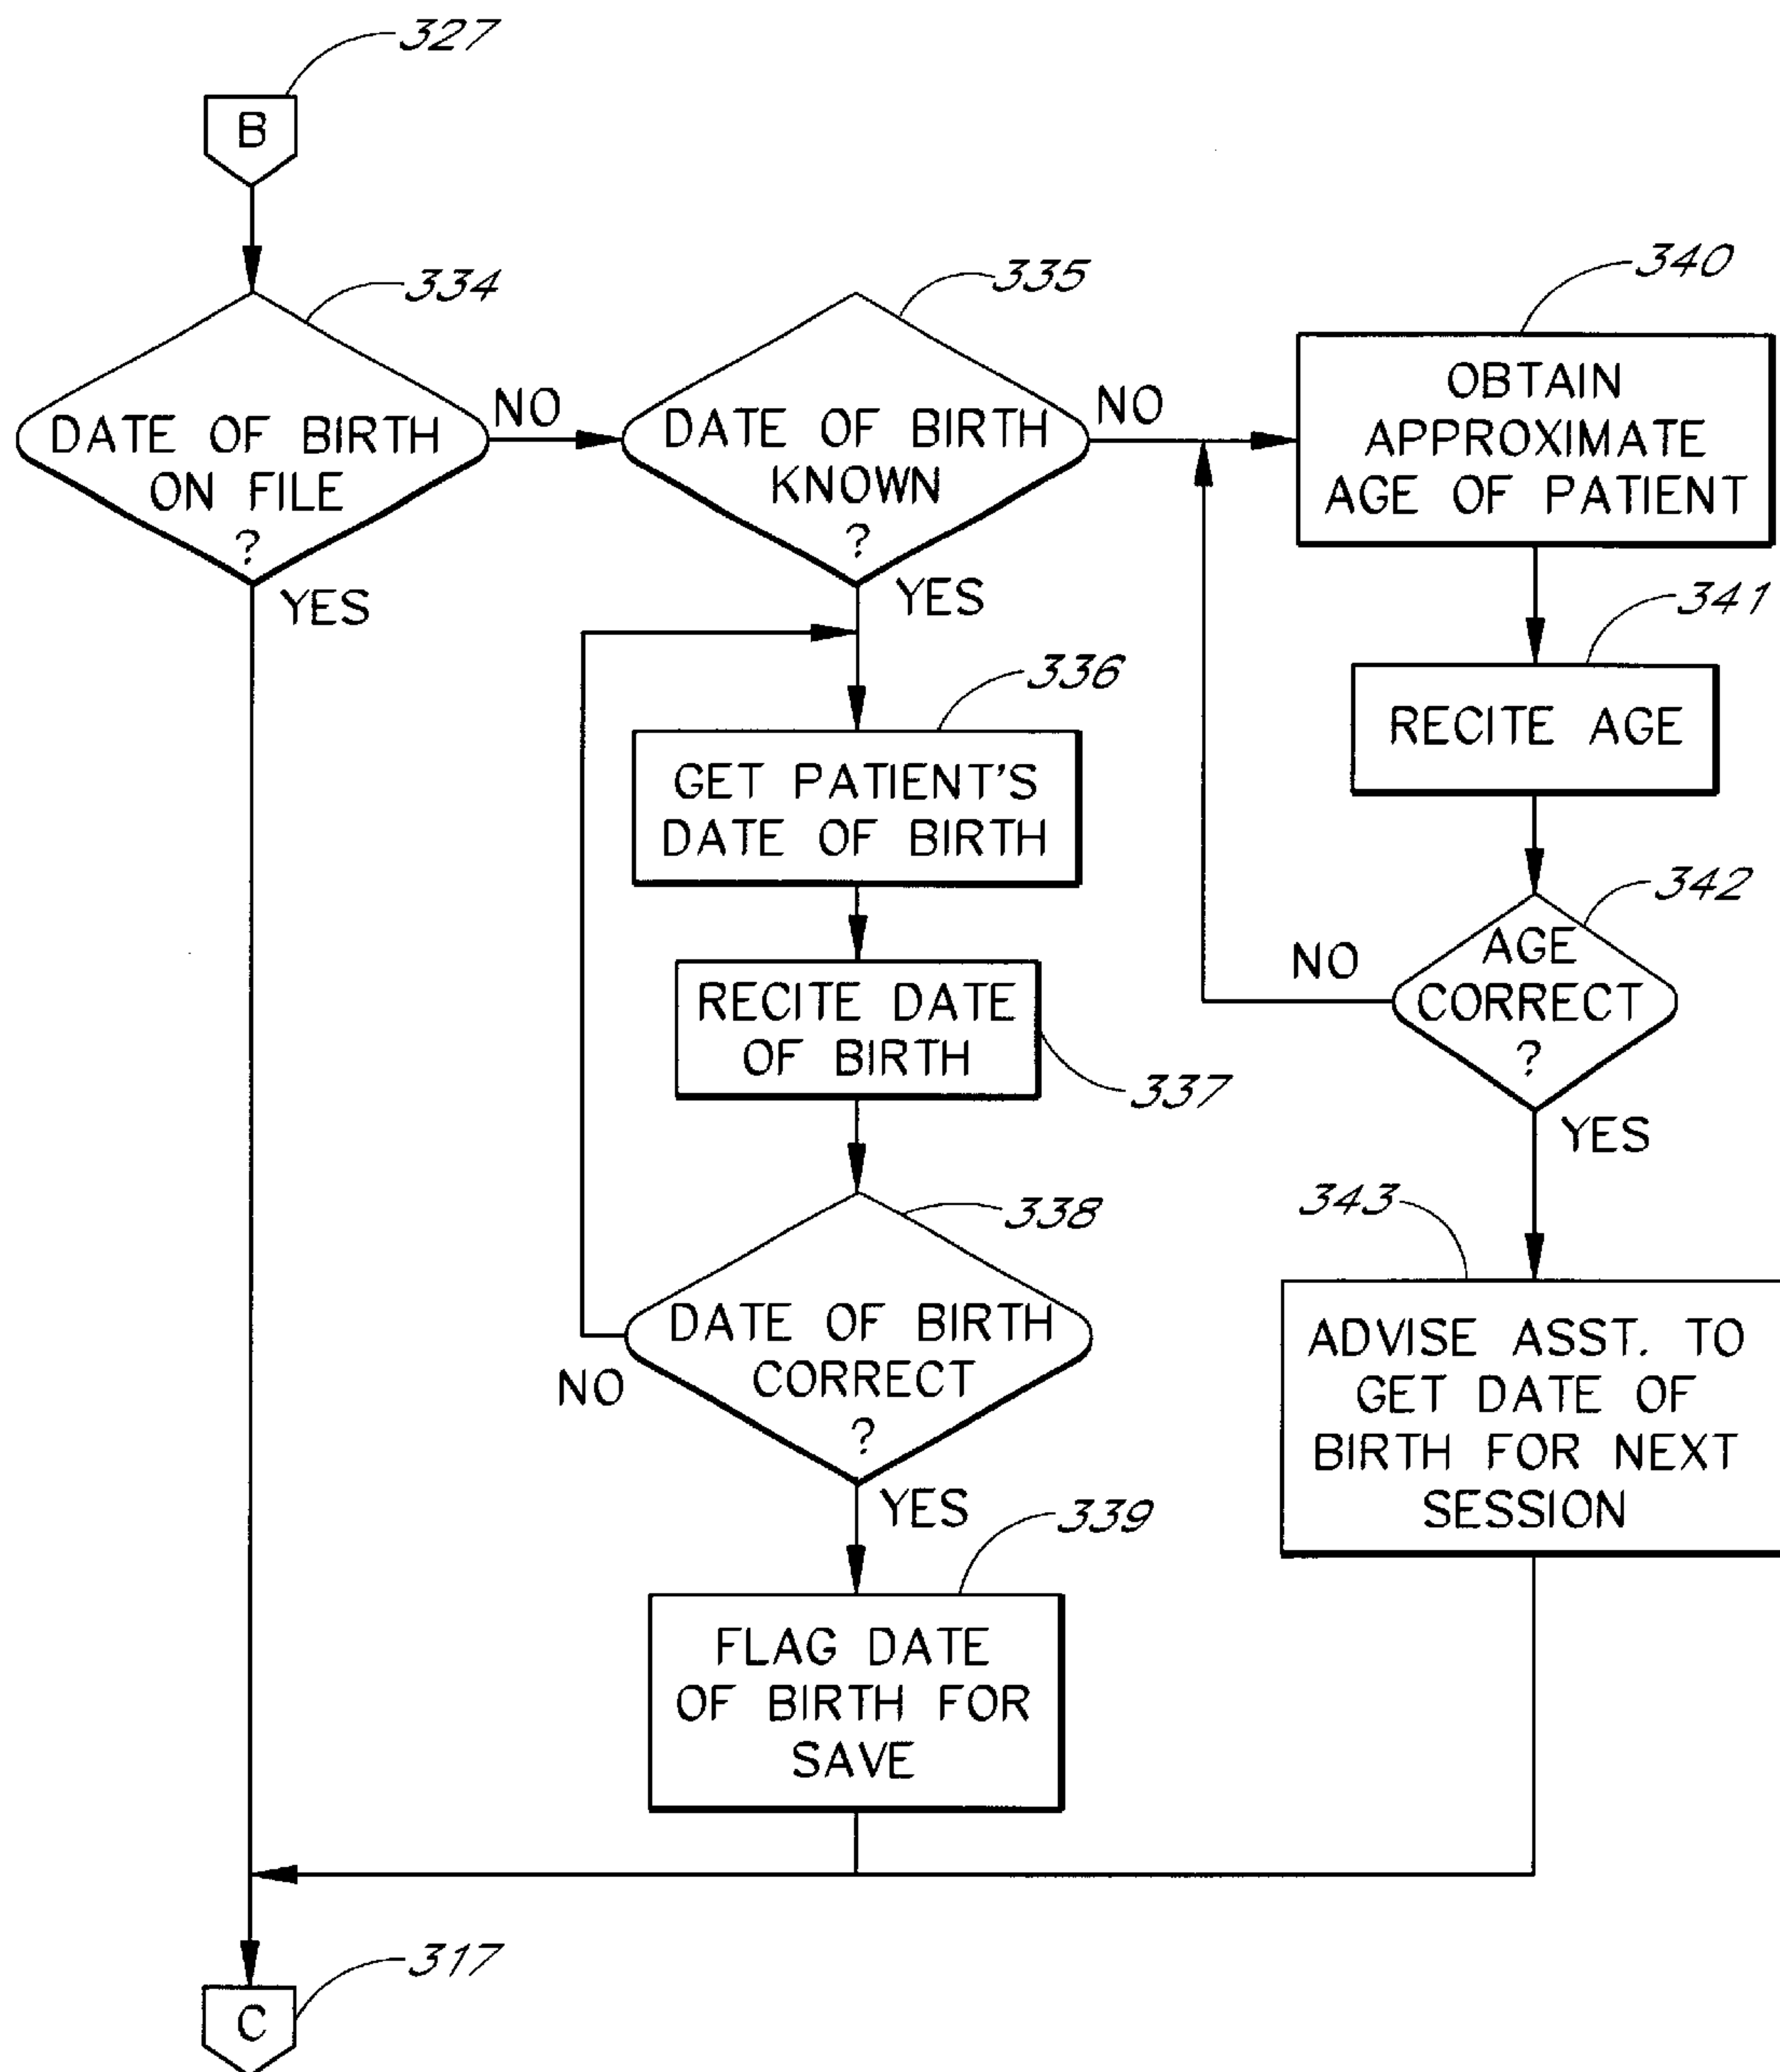 327
B
334
DATE OF BIRTH
ON FILE
?
NO
YES
335
DATE OF BIRTH
KNOWN
?
NO
YES
340
OBTAIN
APPROXIMATE
AGE OF PATIENT
341
RECITE AGE
336
GET PATIENT'S
DATE OF BIRTH
342
AGE
CORRECT
?
NO
YES
RECITE DATE
OF BIRTH
337
338
DATE OF BIRTH
CORRECT
?
NO
YES
343
ADVISE ASST. TO
GET DATE OF
BIRTH FOR NEXT
SESSION
339
FLAG DATE
OF BIRTH FOR
SAVE
317
C